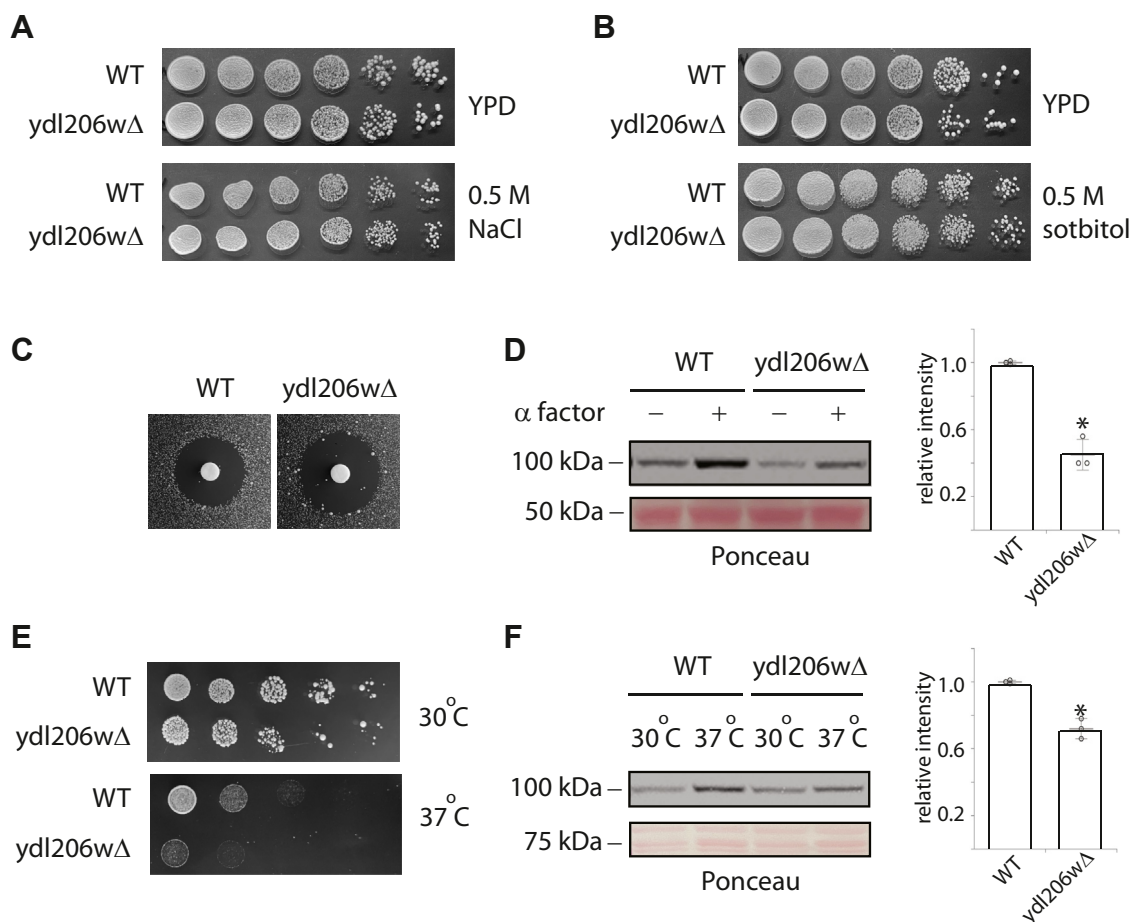 A
WT
ydl206wΔ
YPD
WT
ydl206wΔ
0.5 M
NaCl
B
WT
ydl206wΔ
YPD
WT
ydl206wΔ
0.5 M
sotbitol
C
WT ydl206wΔ
D
WT ydl206wΔ
α factor − + − +
100 kDa –
50 kDa –
Ponceau
relative intensity
1.0
0.6
0.2
*
WT
ydl206wΔ
E
WT
ydl206wΔ
30°C
WT
ydl206wΔ
37°C
F
WT ydl206wΔ
30°C 37°C 30°C 37°C
100 kDa –
75 kDa –
Ponceau
relative intensity
1.0
0.6
0.2
*
WT
ydl206wΔ